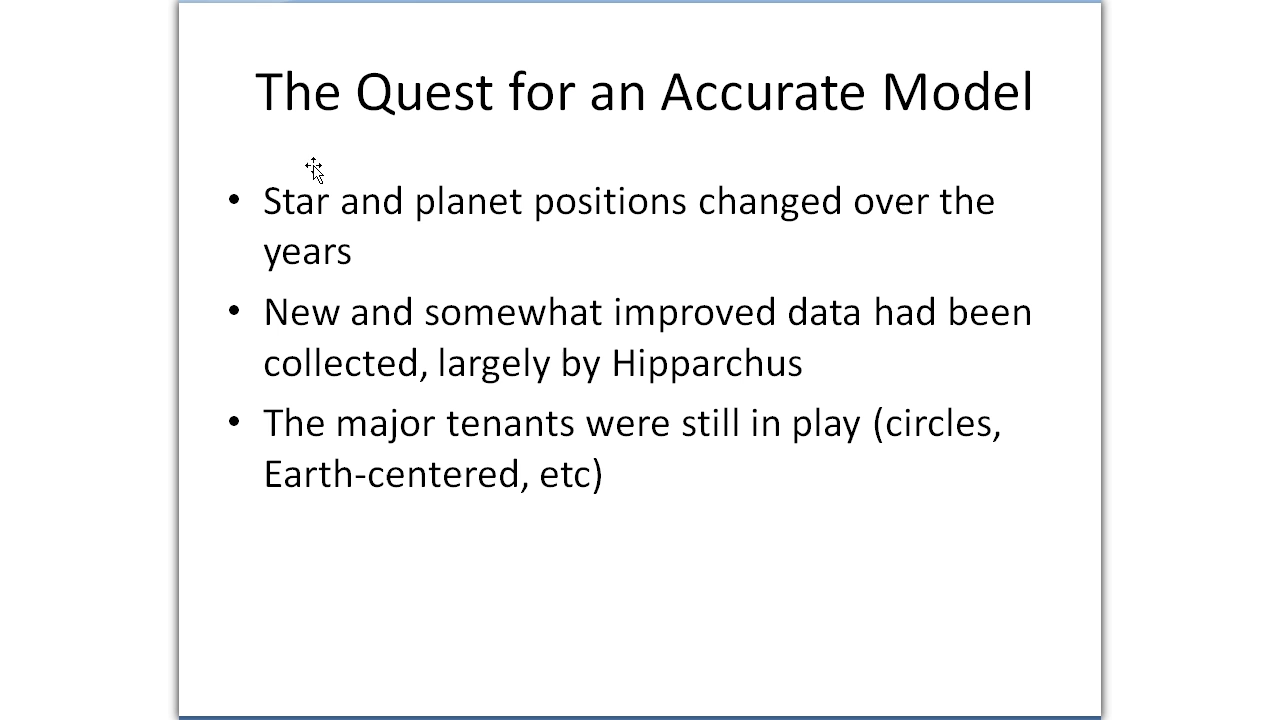 The Quest for an Accurate Model
• Star and planet positions changed over the
years
• New and somewhat improved data had been
collected, largely by Hipparchus
• The major tenants were still in play (circles,
Earth-centered, etc)